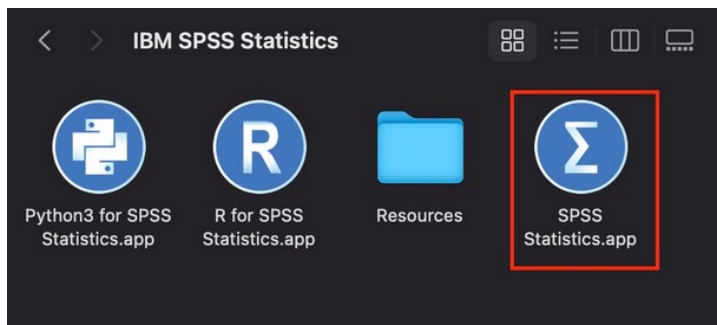 IBM SPSS Statistics
R
Σ
Python3 for SPSS
Statistics.app
R for SPSS
Statistics.app
Resources
SPSS
Statistics.app